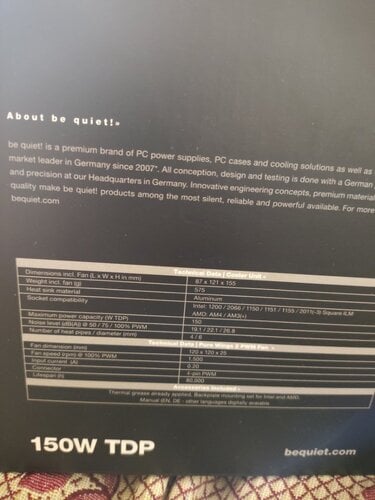 About be quiet!»
be quiet! is a premium brand of PC power supplies, PC cases and cooling solutions as well as
market leader in Germany since 2007*. All conception, design and testing is done with a German
and precision at our Headquarters in Germany. Innovative engineering concepts, premium material
quality make be quiet! products among the most silent, reliable and powerful available. For more
bequiet.com
Technical Data | Cooler Unit »
Dimensions incl. Fan (L x W x H in mm) 87 x 121 x 155
Weight incl. fan (g) 575
Heat sink material Aluminum
Socket compatibility Intel: 1200 / 2066 / 1150 / 1151 / 1155 / 2011(-3) Square ILM
AMD: AM4 / AM3(+)
Maximum power capacity (W TDP) 150
Noise level (dB(A)) @ 50 / 75 / 100% PWM 19.1 / 22.1 / 26.8
Number of heat pipes / diameter (mm) 4 / 6
Technical Data | Pure Wings 2 PWM Fan »
Fan dimension (mm) 120 x 120 x 25
Fan speed (rpm) @ 100% PWM 1,500
Input current (A) 0.20
Connector 4-pin PWM
Lifespan (h) 80,000
Accessories Included »
Thermal grease already applied, Backplate mounting set for Intel and AMD,
Manual (EN, DE - other languages digitally available
150W TDP
bequiet.com